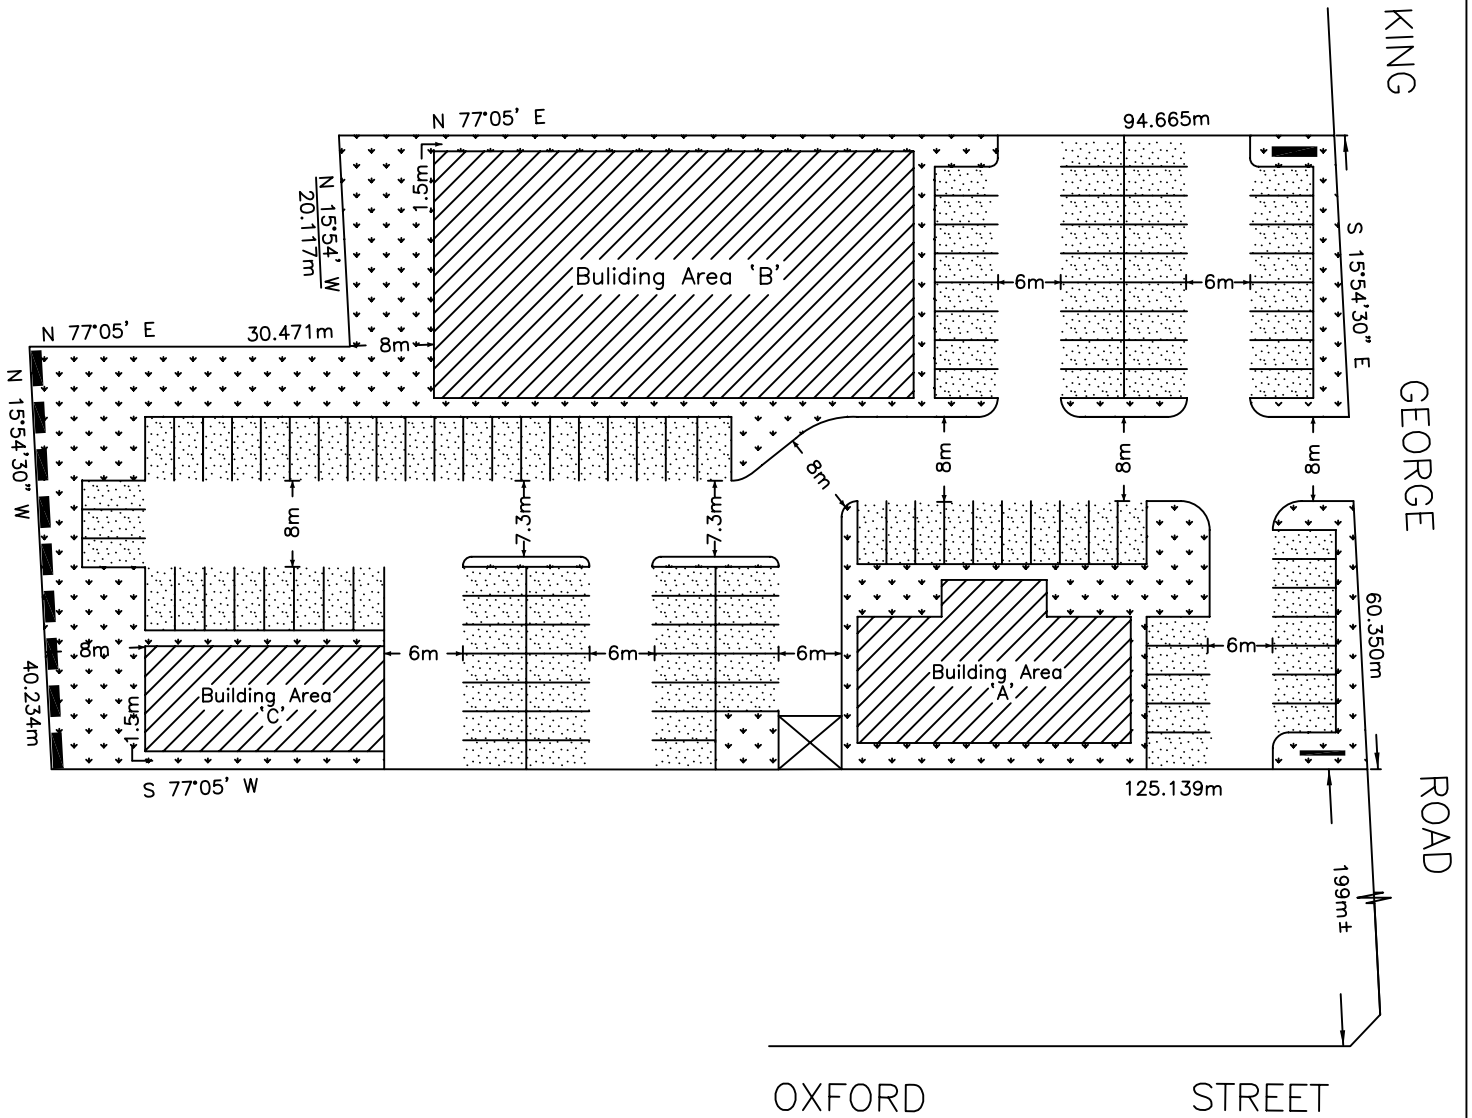 KING
GEORGE
ROAD
N 77°05' E
94.665m
1.5m
N 15°54' W
20.117m
Buliding Area 'B'
6m
6m
S 15°54'30" E
N 77°05' E
30.471m
8m
N 15°54'30" W
40.234m
8m
7.3m
7.3m
8m
8m
8m
8m
8m
6m
6m
6m
6m
60.350m
Building Area
'C'
Building Area
'A'
1.5m
S 77°05' W
125.139m
199m±
OXFORD STREET